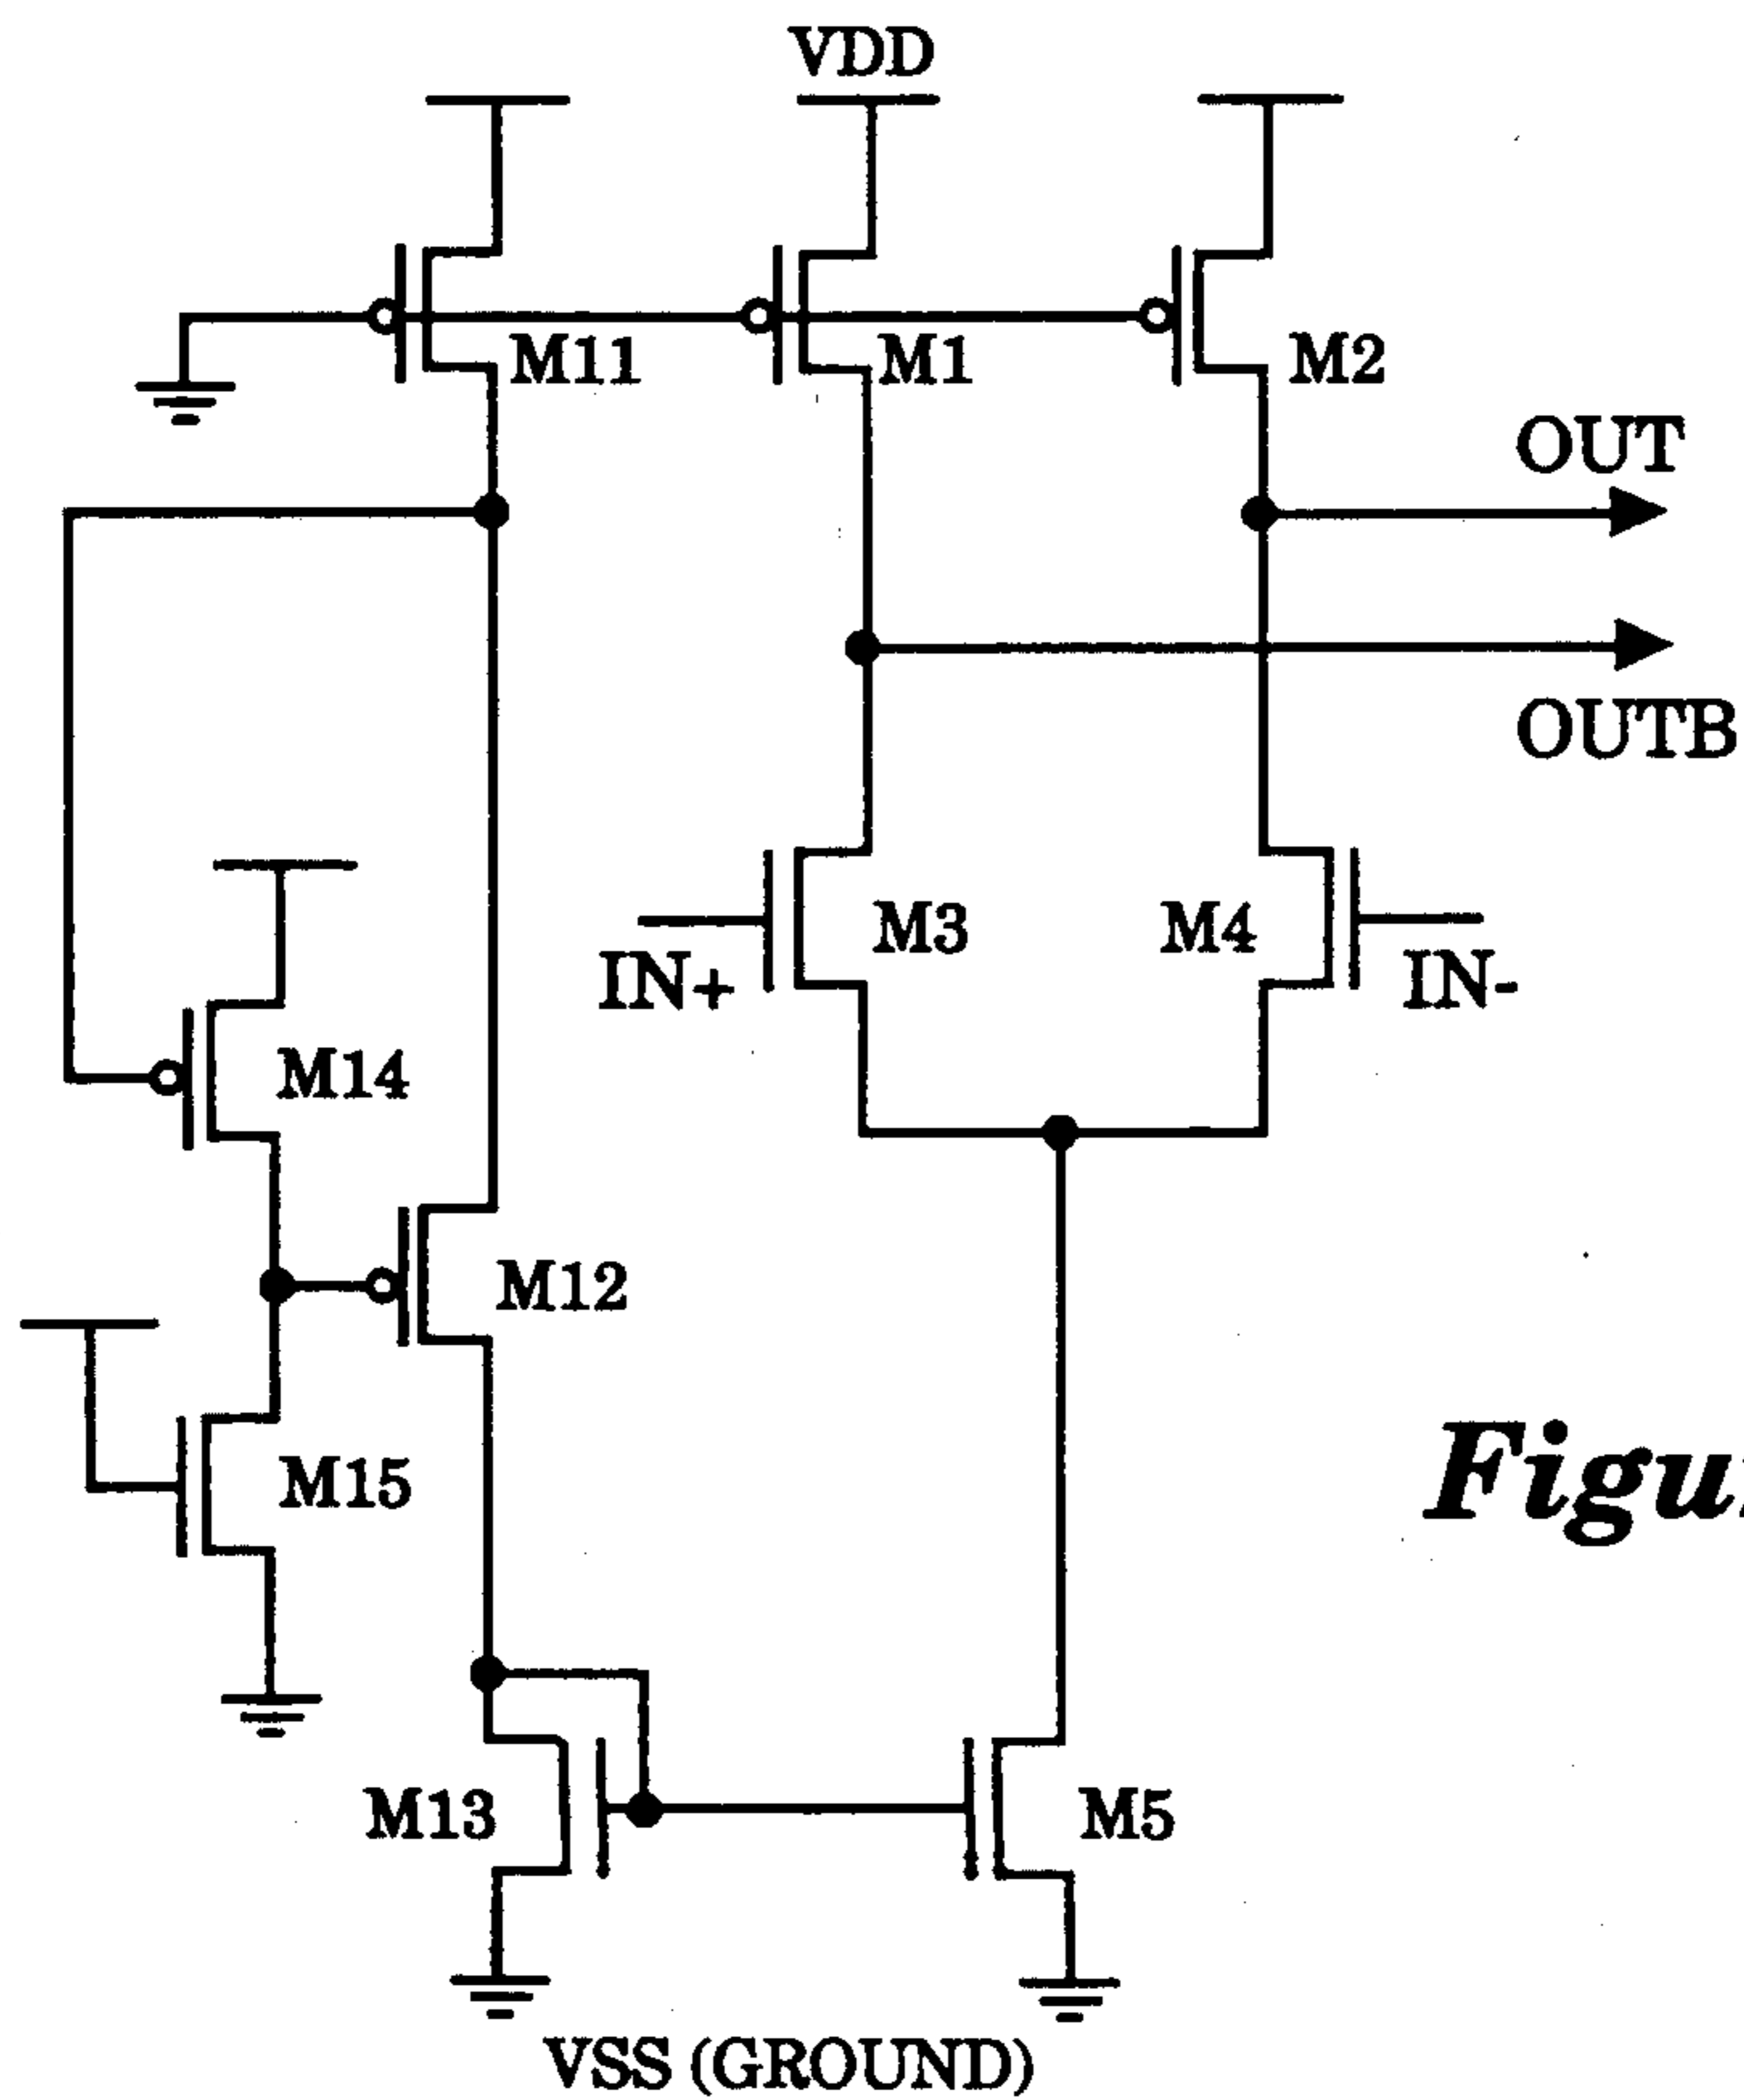 VDD
M11
M1
M2
OUT
OUTB
M3
M4
IN+
IN-
M14
M12
M15
M13
M5
VSS (GROUND)